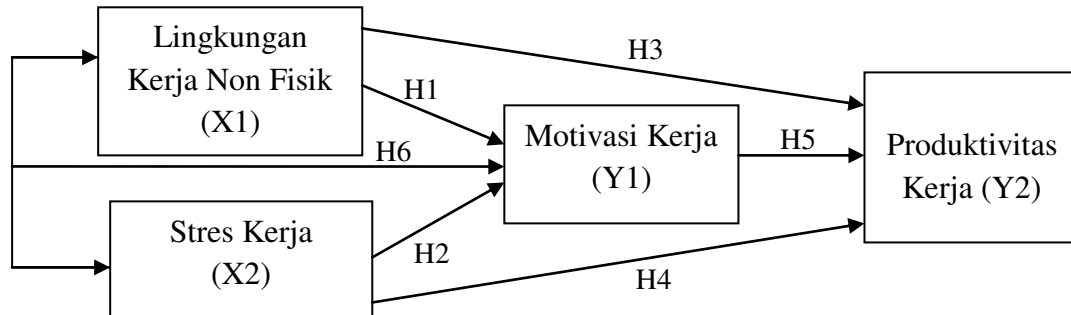 Lingkungan
Kerja Non Fisik
(X1)
H3
H1
Motivasi Kerja
(Y1)
H5
Produktivitas
Kerja (Y2)
H6
Stres Kerja
(X2)
H2
H4